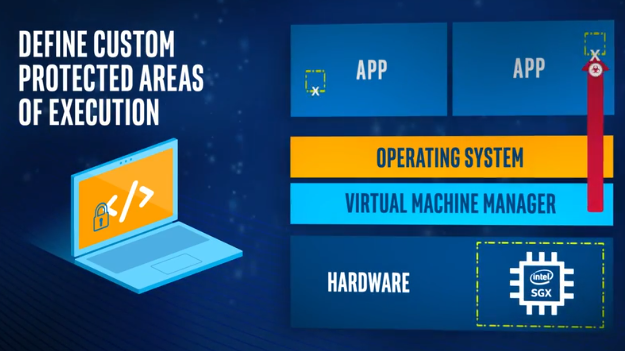 DEFINE CUSTOM
PROTECTED AREAS
OF EXECUTION
</>
APP
X
APP
X
OPERATING SYSTEM
VIRTUAL MACHINE MANAGER
HARDWARE
intel
SGX